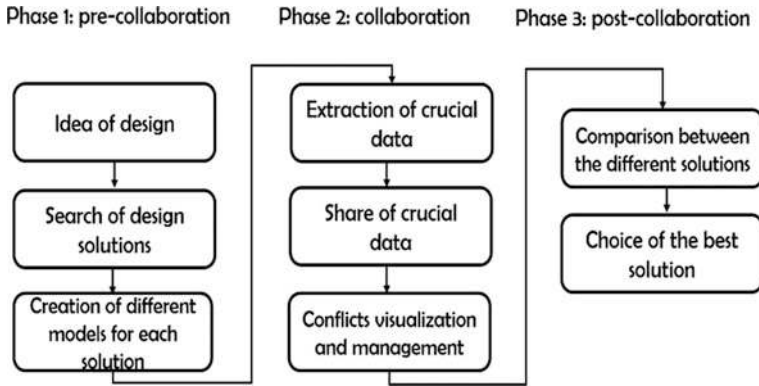 Phase 1: pre-collaboration
Idea of design
Search of design
solutions
Creation of different
models for each
solution
Phase 2: collaboration
Extraction of crucial
data
Share of crucial
data
Conflicts visualization
and management
Phase 3: post-collaboration
Comparison between
the different solutions
Choice of the best
solution